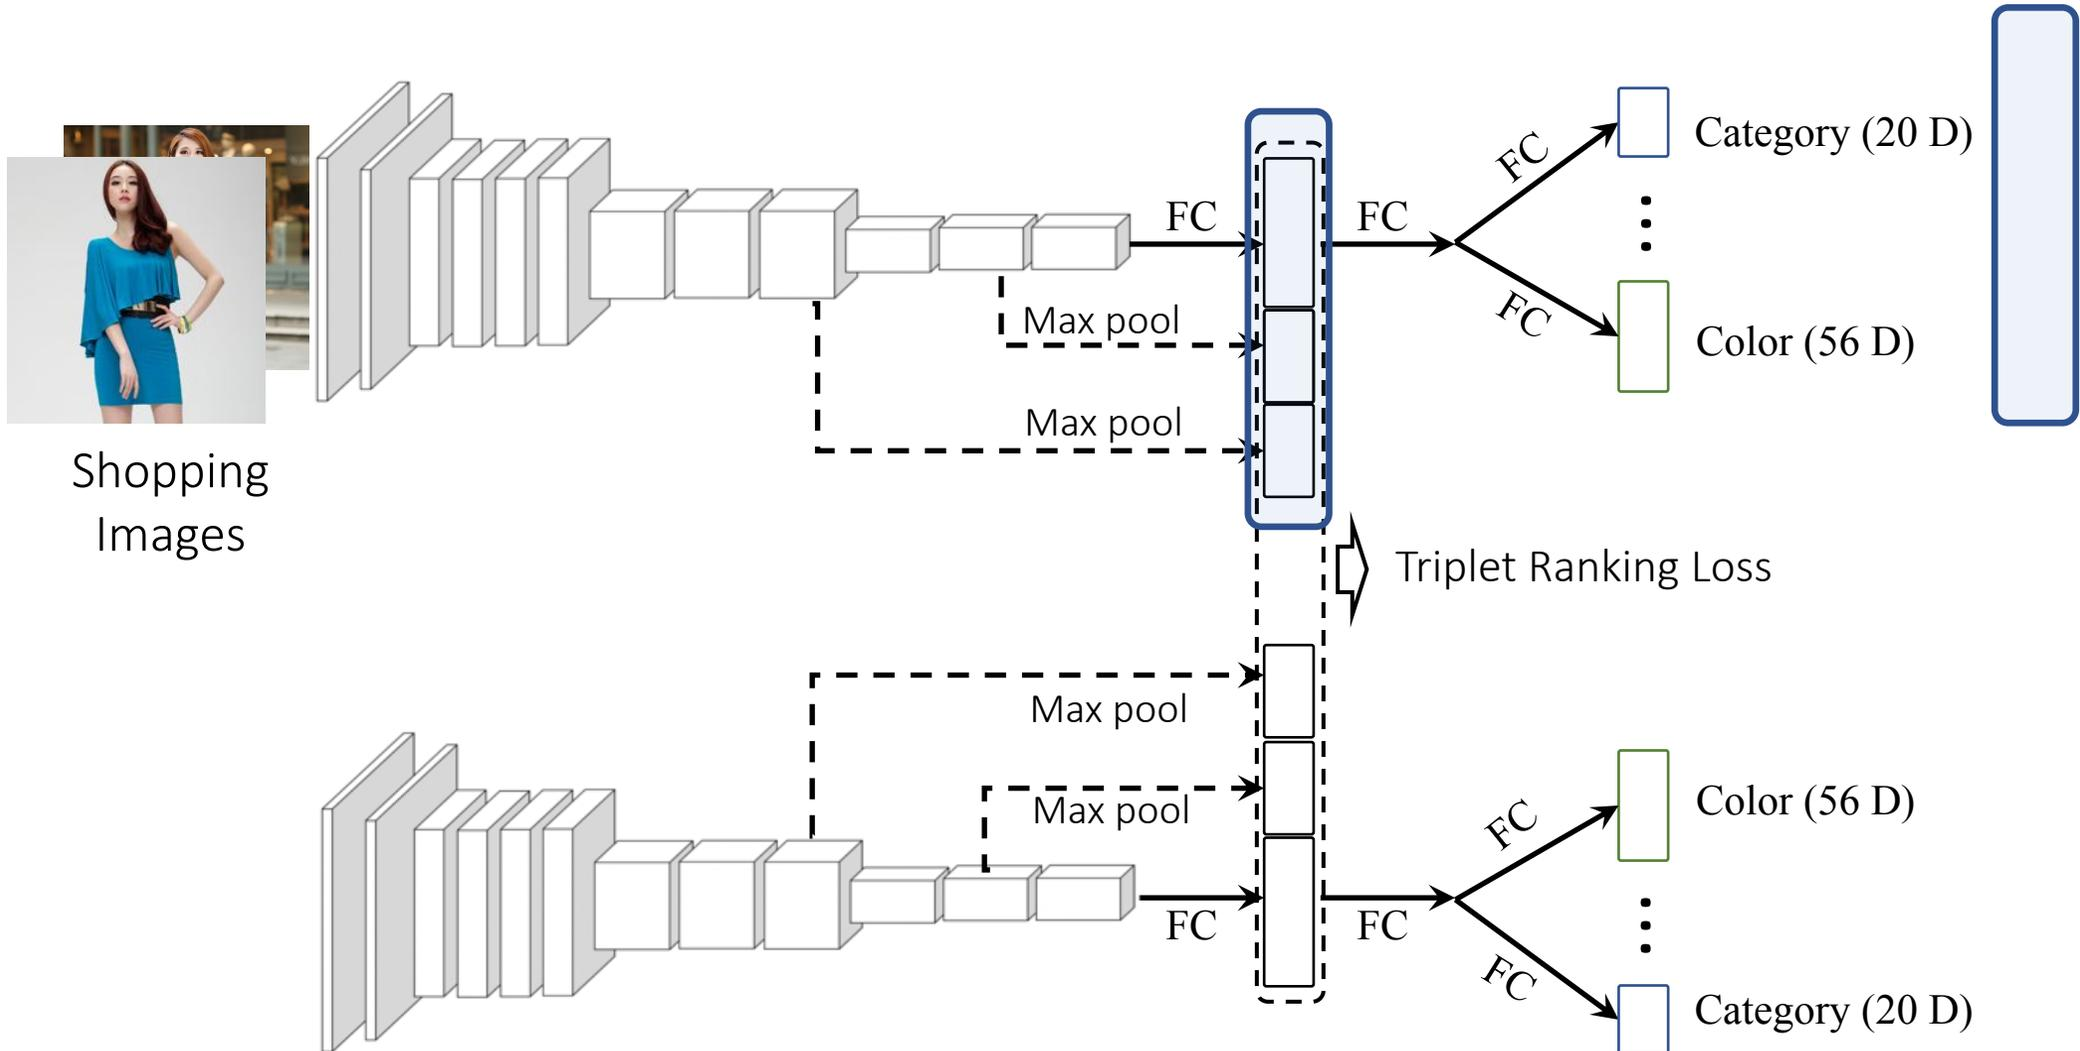 Category (20 D)
FC
FC
FC
FC
Max pool
Color (56 D)
Max pool
Shopping
Images
Triplet Ranking Loss
Max pool
Max pool
Color (56 D)
FC
FC
FC
FC
Category (20 D)